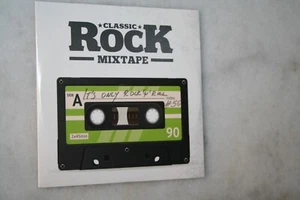 ★ CLASSIC ★
ROCK
MIXTAPE
A IT'S ONLY ROCK'N'ROLL
90